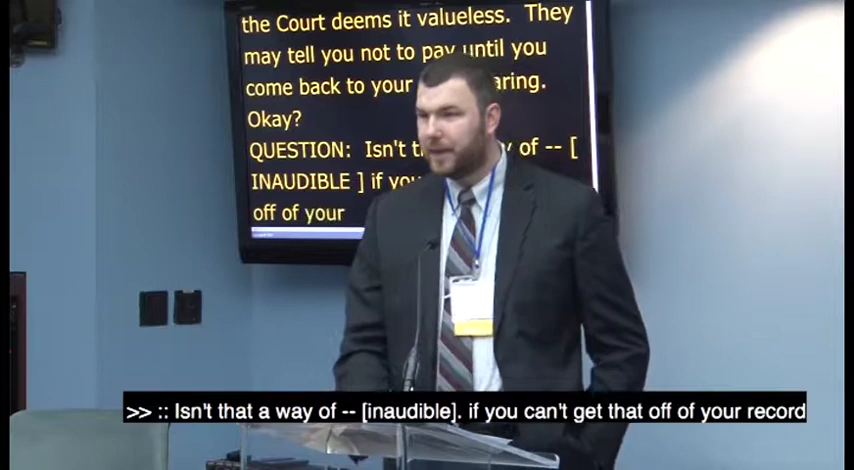 the Court deems it valueless. They
may tell you not to pay until you
come back to your aring.
Okay?
QUESTION: Isn't of -- [
INAUDIBLE ] if you
off of your
>> :: Isn't that a way of -- [inaudible]. if you can't get that off of your record